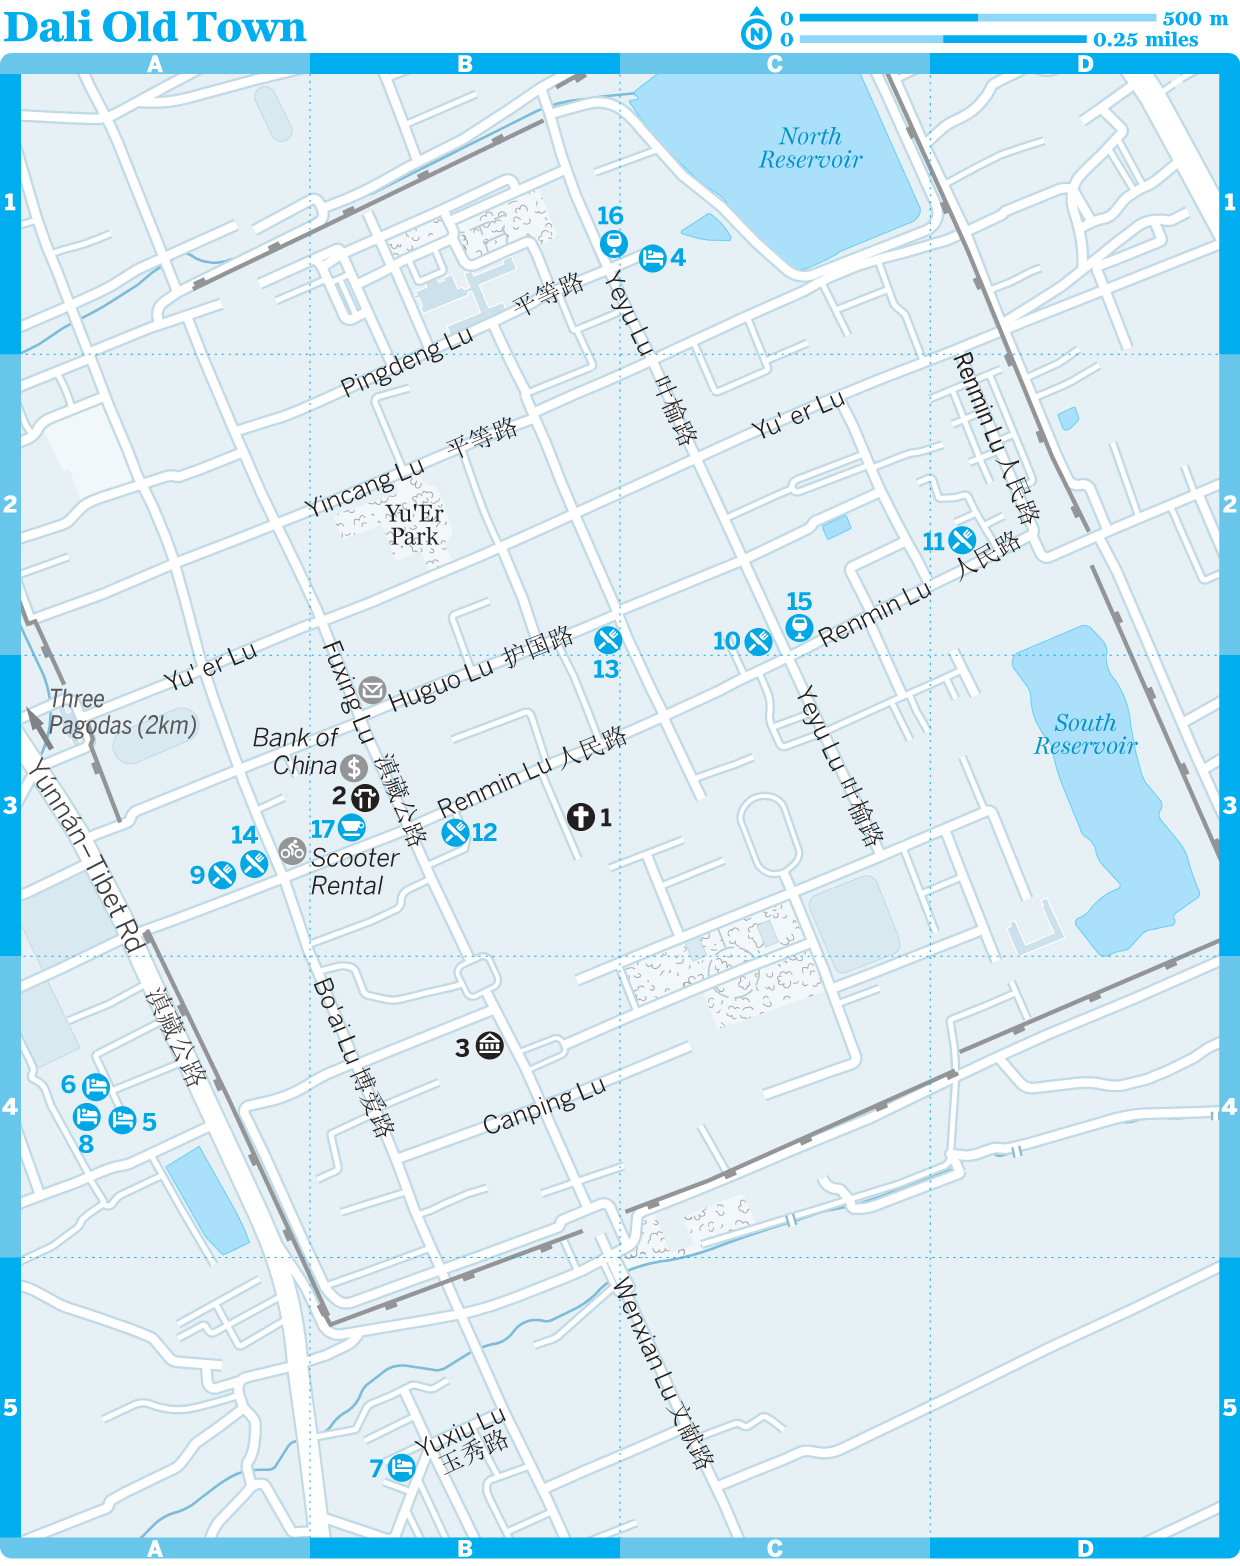 Dali Old Town
0 500 m
0 0.25 miles
N
A B C D
1
1
North
Reservoir
16
4
Yeyu Lu
平等路
Pingdeng Lu
叶榆路
Yu' er Lu
Renmin Lu 人民路
平等路
Yincang Lu
2
2
Yu'Er
Park
11
人民路
Renmin Lu
15
10
13
护国路
Huguo Lu
Yu' er Lu
Fuxing Lu
滇藏公路
Three
Pagodas (2km)
Bank of
China
$
South
Reservoir
Yeyu Lu 叶榆路
Renmin Lu 人民路
Yúnnán–Tibet Rd
滇藏公路
3
3
2
1
17
12
14
9
Scooter
Rental
Bo'ai Lu 博爱路
3
6
5
8
4
4
Canping Lu
Wenxian Lu 文献路
5
5
Yuxiu Lu
玉秀路
7
A B C D